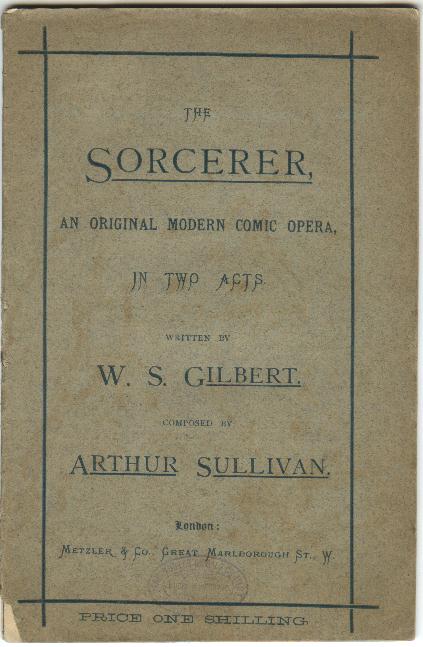 THE
SORCERER,
AN ORIGINAL MODERN COMIC OPERA,
IN TWO ACTS.
WRITTEN BY
W. S. GILBERT.
COMPOSED BY
ARTHUR SULLIVAN.
London:
METZLER & CO., GREAT MARLBOROUGH ST., W.
PRICE ONE SHILLING.